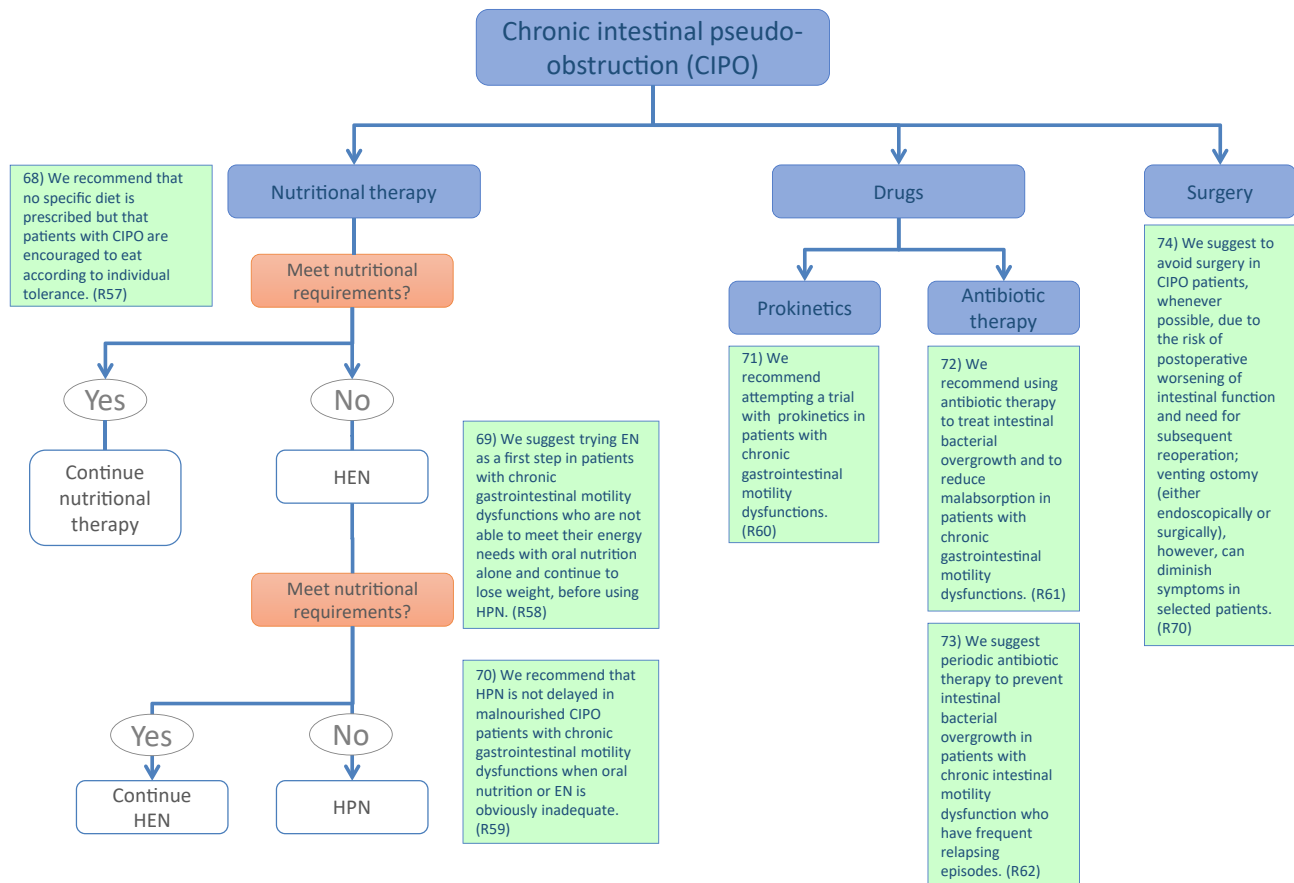 Chronic intestinal pseudo-
obstruction (CIPO)
68) We recommend that
no specific diet is
prescribed but that
patients with CIPO are
encouraged to eat
according to individual
tolerance. (R57)
Nutritional therapy
Meet nutritional
requirements?
Yes
No
Continue
nutritional
therapy
HEN
69) We suggest trying EN
as a first step in patients
with chronic
gastrointestinal motility
dysfunctions who are not
able to meet their energy
needs with oral nutrition
alone and continue to
lose weight, before using
HPN. (R58)
Meet nutritional
requirements?
70) We recommend that
HPN is not delayed in
malnourished CIPO
patients with chronic
gastrointestinal motility
dysfunctions when oral
nutrition or EN is
obviously inadequate.
(R59)
Yes
No
Continue
HEN
HPN
Drugs
Prokinetics
71) We
recommend
attempting a trial
with prokinetics in
patients with
chronic
gastrointestinal
motility
dysfunctions.
(R60)
Antibiotic
therapy
72) We
recommend using
antibiotic therapy
to treat intestinal
bacterial
overgrowth and to
reduce
malabsorption in
patients with
chronic
gastrointestinal
motility
dysfunctions. (R61)
73) We suggest
periodic antibiotic
therapy to prevent
intestinal
bacterial
overgrowth in
patients with
chronic intestinal
motility
dysfunction who
have frequent
relapsing
episodes. (R62)
Surgery
74) We suggest to
avoid surgery in
CIPO patients,
whenever
possible, due to
the risk of
postoperative
worsening of
intestinal function
and need for
subsequent
reoperation;
venting ostomy
(either
endoscopically or
surgically),
however, can
diminish
symptoms in
selected patients.
(R70)